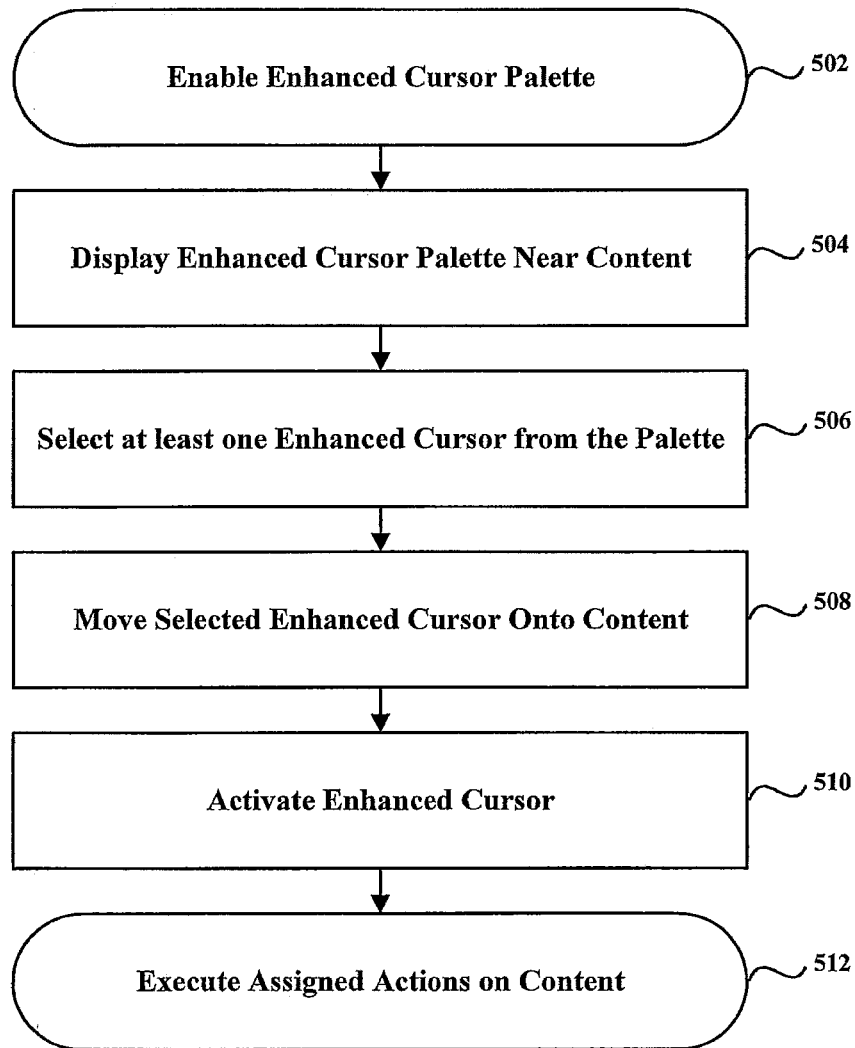 Enable Enhanced Cursor Palette
502
Display Enhanced Cursor Palette Near Content
504
Select at least one Enhanced Cursor from the Palette
506
Move Selected Enhanced Cursor Onto Content
508
Activate Enhanced Cursor
510
Execute Assigned Actions on Content
512